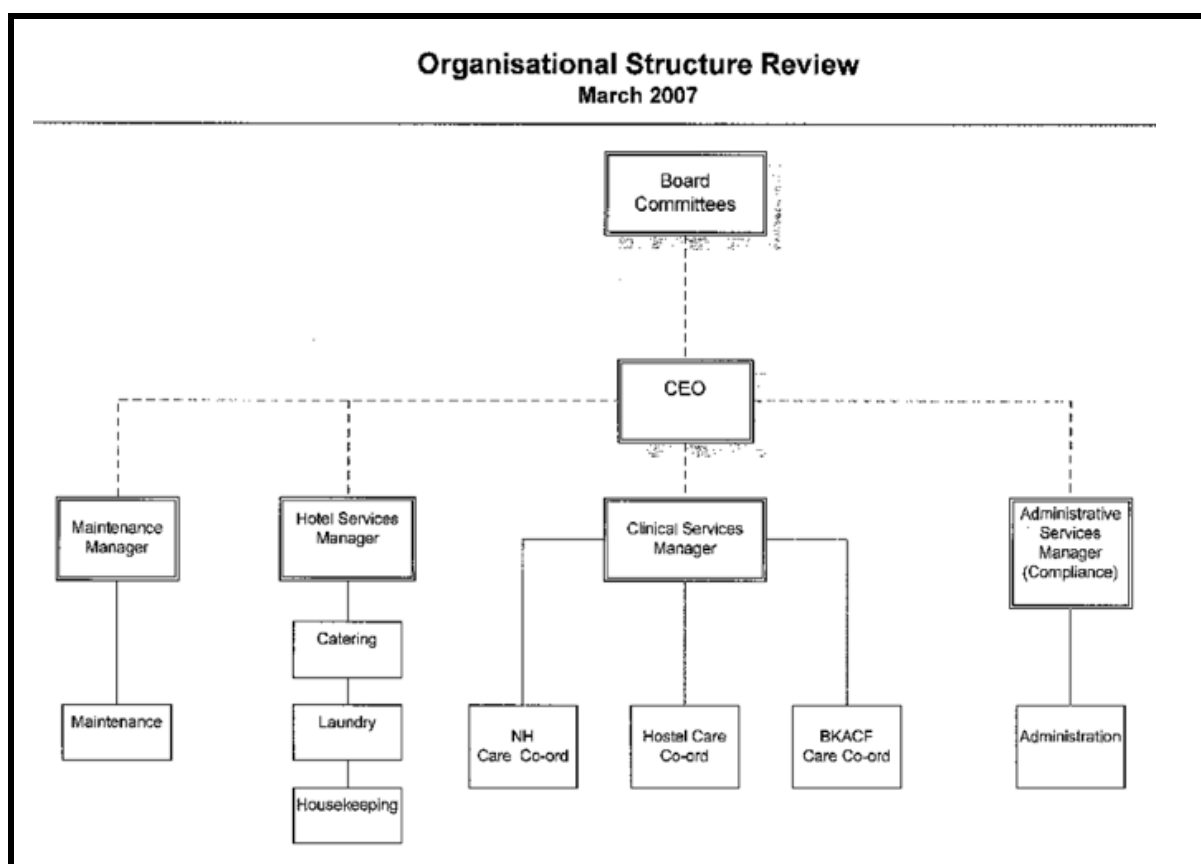 Organisational Structure Review
March 2007
Board
Committees
CEO
Maintenance
Manager
Hotel Services
Manager
Clinical Services
Manager
Administrative
Services
Manager
(Compliance)
Catering
Maintenance
Laundry
NH
Care Co-ord
Hostel Care
Co-ord
BKACF
Care Co-ord
Administration
Housekeeping